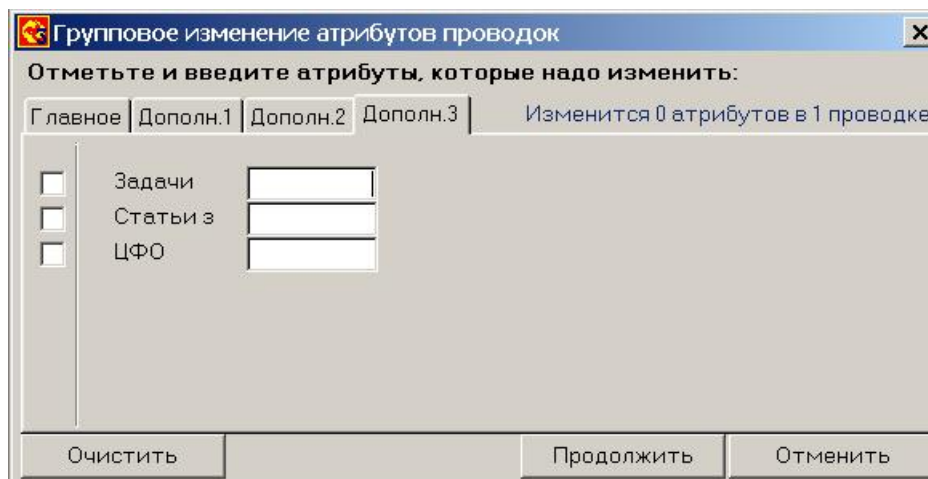 Групповое изменение атрибутов проводок
Отметьте и введите атрибуты, которые надо изменить:
Главное Дополн.1 Дополн.2 Дополн.3 Изменится 0 атрибутов в 1 проводке
Задачи
Статьи з
ЦФО
Очистить Продолжить Отменить